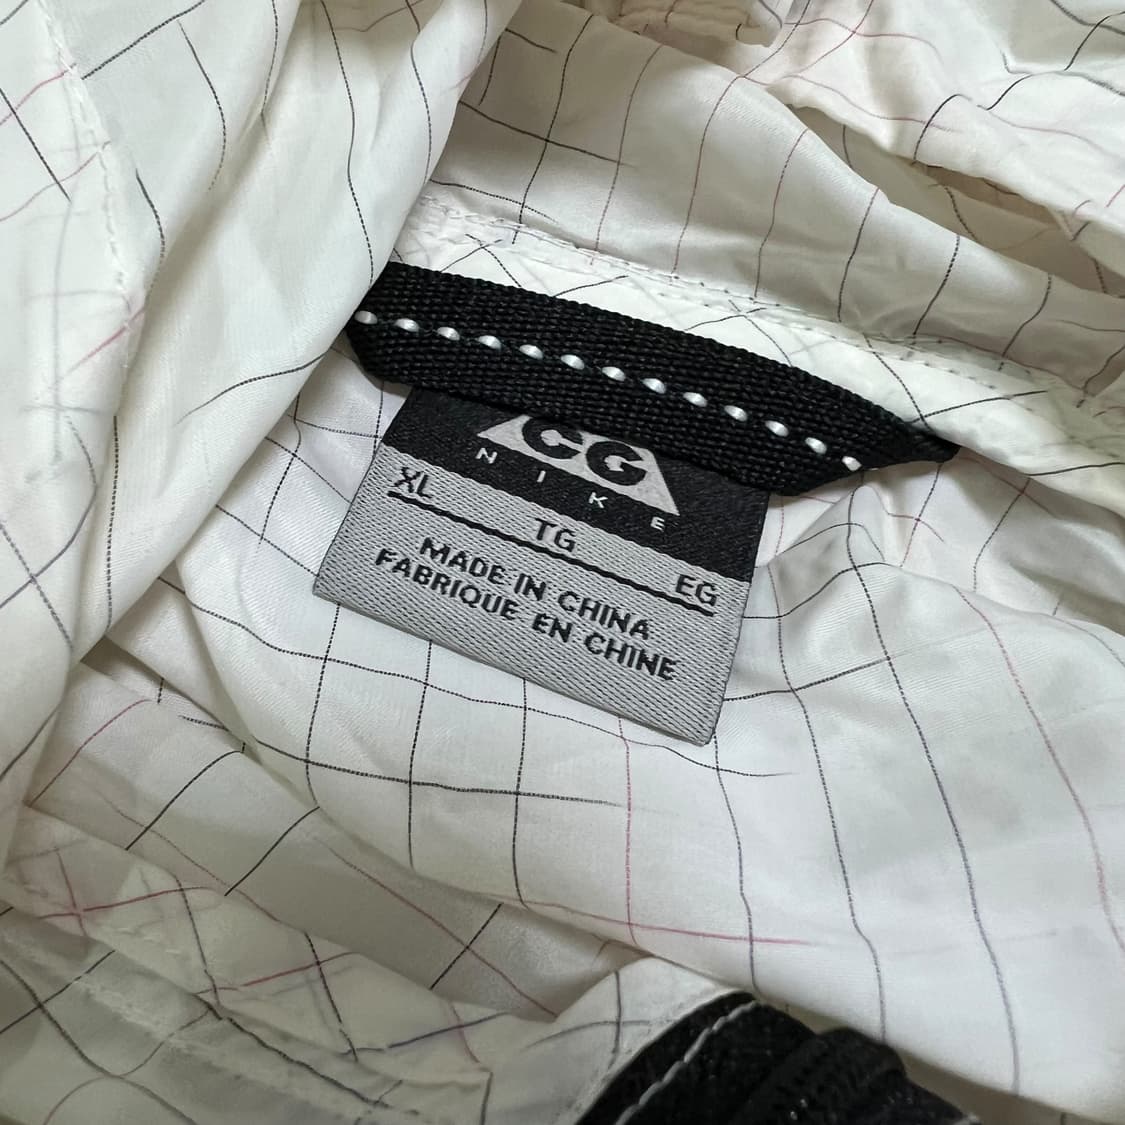 CG
NIKE
XL TG EG
MADE IN CHINA
FABRIQUE EN CHINE